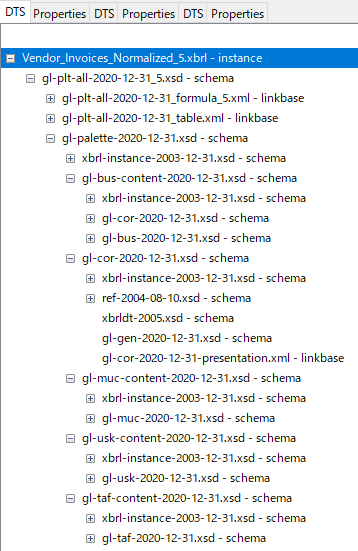 DTS Properties DTS Properties DTS Properties
Vendor_Invoices_Normalized_5.xbrl - instance
gl-plt-all-2020-12-31_5.xsd - schema
gl-plt-all-2020-12-31_formula_5.xml - linkbase
gl-plt-all-2020-12-31_table.xml - linkbase
gl-palette-2020-12-31.xsd - schema
xbrl-instance-2003-12-31.xsd - schema
gl-bus-content-2020-12-31.xsd - schema
xbrl-instance-2003-12-31.xsd - schema
gl-cor-2020-12-31.xsd - schema
gl-bus-2020-12-31.xsd - schema
gl-cor-2020-12-31.xsd - schema
xbrl-instance-2003-12-31.xsd - schema
ref-2004-08-10.xsd - schema
xbrldt-2005.xsd - schema
gl-gen-2020-12-31.xsd - schema
gl-cor-2020-12-31-presentation.xml - linkbase
gl-muc-content-2020-12-31.xsd - schema
xbrl-instance-2003-12-31.xsd - schema
gl-muc-2020-12-31.xsd - schema
gl-usk-content-2020-12-31.xsd - schema
xbrl-instance-2003-12-31.xsd - schema
gl-usk-2020-12-31.xsd - schema
gl-taf-content-2020-12-31.xsd - schema
xbrl-instance-2003-12-31.xsd - schema
gl-taf-2020-12-31.xsd - schema